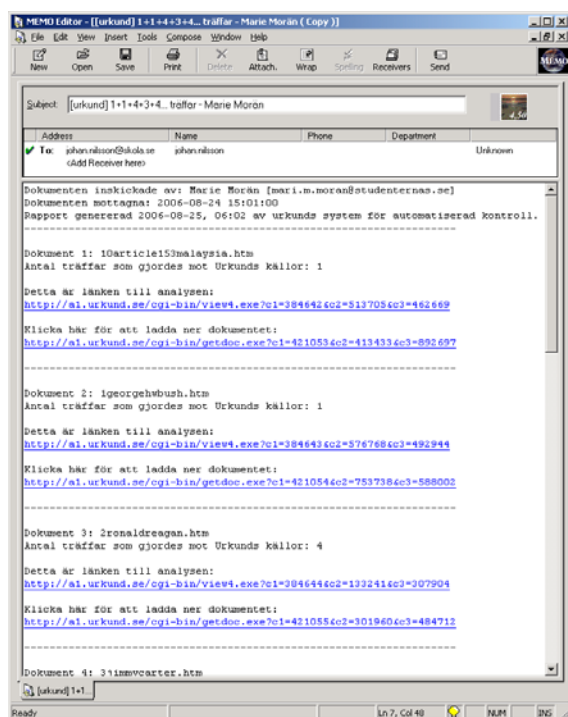 MEMO Editor - [[urkund] 1+1+4+3+4... träffar - Marie Morän ( Copy )]
File Edit View Insert Tools Compose Window Help
New Open Save Print Delete Attach. Wrap Spelling Receivers Send MEMO
Subject: [urkund] 1+1+4+3+4... träffar - Marie Morän
Address Name Phone Department
To: johan.nilsson@skola.se johan.nilsson Unknown
<Add Receiver here>
Dokumenten inskickade av: Marie Morän [mari.m.moran@studenternas.se]
Dokumenten mottagna: 2006-08-24 15:01:00
Rapport genererad 2006-08-25, 06:02 av urkunds system för automatiserad kontroll.
----------------------------------------------------------------
Dokument 1: 10article153malaysia.htm
Antal träffar som gjordes mot Urkunds källor: 1
Detta är länken till analysen:
http://a1.urkund.se/cgi-bin/view4.exe?c1=384642&c2=513705&c3=462669
Klicka här för att ladda ner dokumentet:
http://a1.urkund.se/cgi-bin/getdoc.exe?c1=421053&c2=413433&c3=892697
----------------------------------------------------------------
Dokument 2: 1georgehwbush.htm
Antal träffar som gjordes mot Urkunds källor: 1
Detta är länken till analysen:
http://a1.urkund.se/cgi-bin/view4.exe?c1=384643&c2=576768&c3=492944
Klicka här för att ladda ner dokumentet:
http://a1.urkund.se/cgi-bin/getdoc.exe?c1=421054&c2=753738&c3=588002
----------------------------------------------------------------
Dokument 3: 2ronaldreagan.htm
Antal träffar som gjordes mot Urkunds källor: 4
Detta är länken till analysen:
http://a1.urkund.se/cgi-bin/view4.exe?c1=384644&c2=133241&c3=307904
Klicka här för att ladda ner dokumentet:
http://a1.urkund.se/cgi-bin/getdoc.exe?c1=421055&c2=301960&c3=484712
----------------------------------------------------------------
Dokument 4: 3jimmycarter.htm
[urkund] 1+1...
Ready Ln 7, Col 48 NUM INS